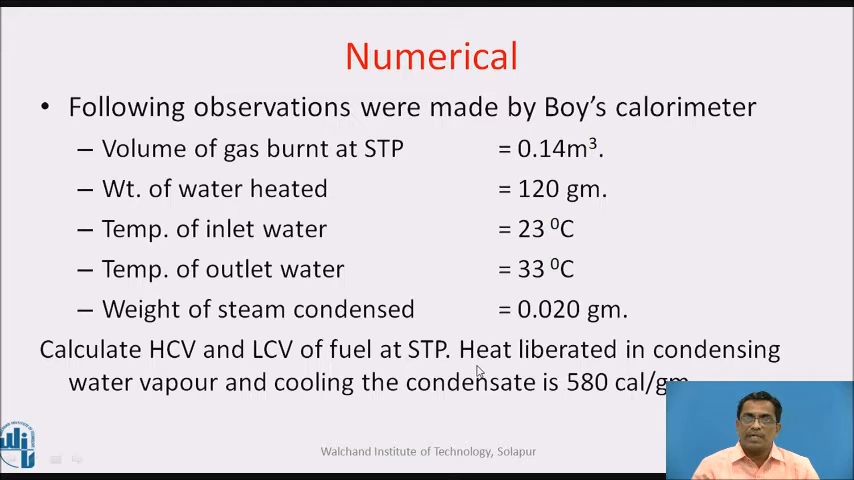 Numerical
• Following observations were made by Boy's calorimeter
– Volume of gas burnt at STP = 0.14m³.
– Wt. of water heated = 120 gm.
– Temp. of inlet water = 23 ⁰C
– Temp. of outlet water = 33 ⁰C
– Weight of steam condensed = 0.020 gm.
Calculate HCV and LCV of fuel at STP. Heat liberated in condensing
water vapour and cooling the condensate is 580 cal/gm
Walchand Institute of Technology, Solapur